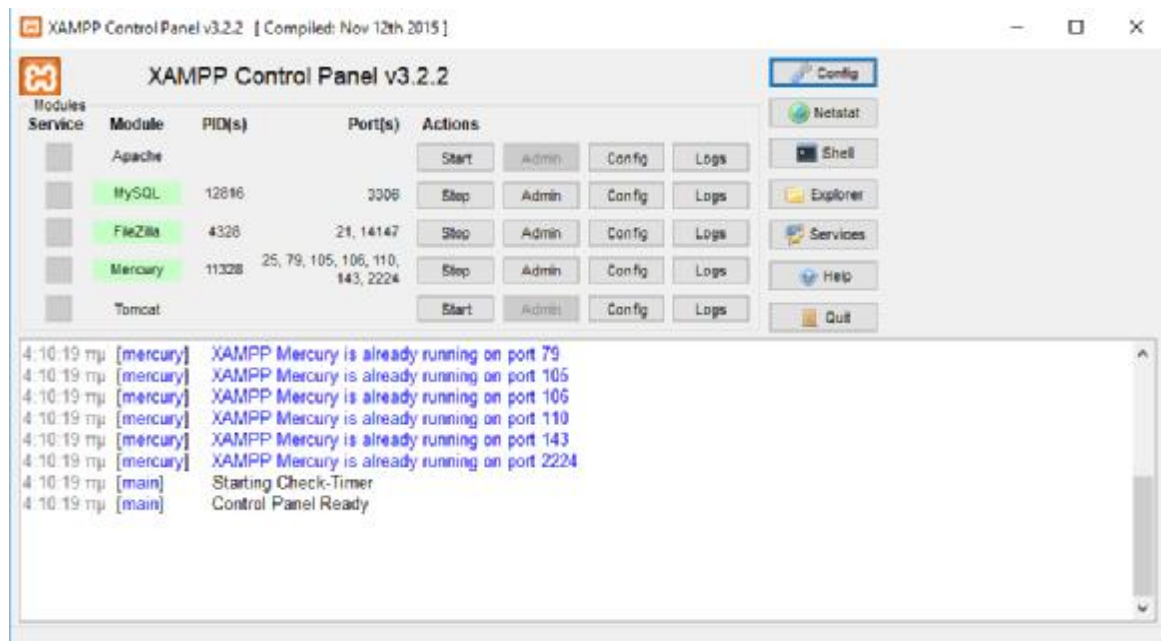 XAMPP Control Panel v3.2.2 [ Compiled: Nov 12th 2015 ]
XAMPP Control Panel v3.2.2
Config
Modules
Service Module PID(s) Port(s) Actions
Netstat
Apache Start Admin Config Logs
Shell
MySQL 12816 3306 Stop Admin Config Logs
Explorer
FileZilla 4328 21, 14147 Stop Admin Config Logs
Services
Mercury 11328 25, 79, 105, 106, 110, 143, 2224 Stop Admin Config Logs
Help
Tomcat Start Admin Config Logs
Quit
4:10:19 πμ [mercury] XAMPP Mercury is already running on port 79
4:10:19 πμ [mercury] XAMPP Mercury is already running on port 105
4:10:19 πμ [mercury] XAMPP Mercury is already running on port 106
4:10:19 πμ [mercury] XAMPP Mercury is already running on port 110
4:10:19 πμ [mercury] XAMPP Mercury is already running on port 143
4:10:19 πμ [mercury] XAMPP Mercury is already running on port 2224
4:10:19 πμ [main] Starting Check-Timer
4:10:19 πμ [main] Control Panel Ready